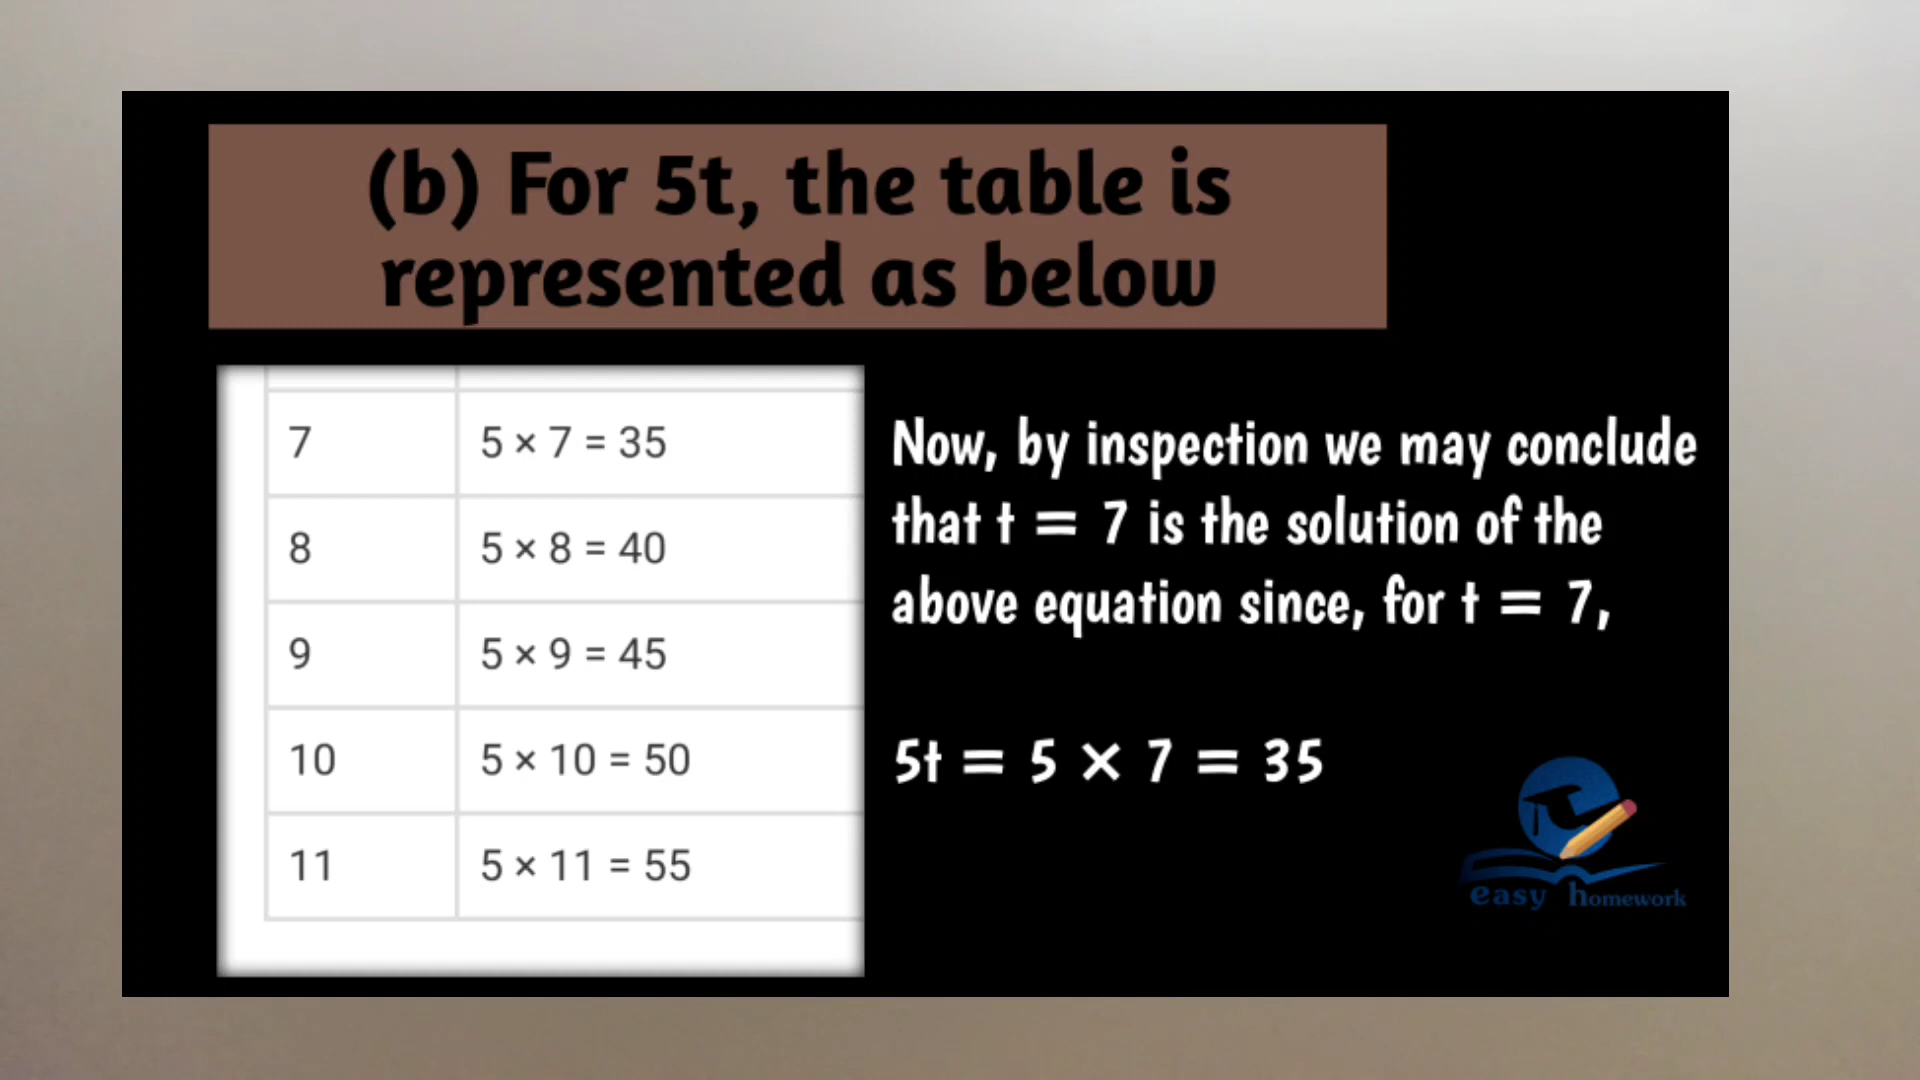 (b) For 5t, the table is
represented as below
7 5 × 7 = 35
8 5 × 8 = 40
9 5 × 9 = 45
10 5 × 10 = 50
11 5 × 11 = 55
Now, by inspection we may conclude
that t = 7 is the solution of the
above equation since, for t = 7,
5t = 5 × 7 = 35
easy homework